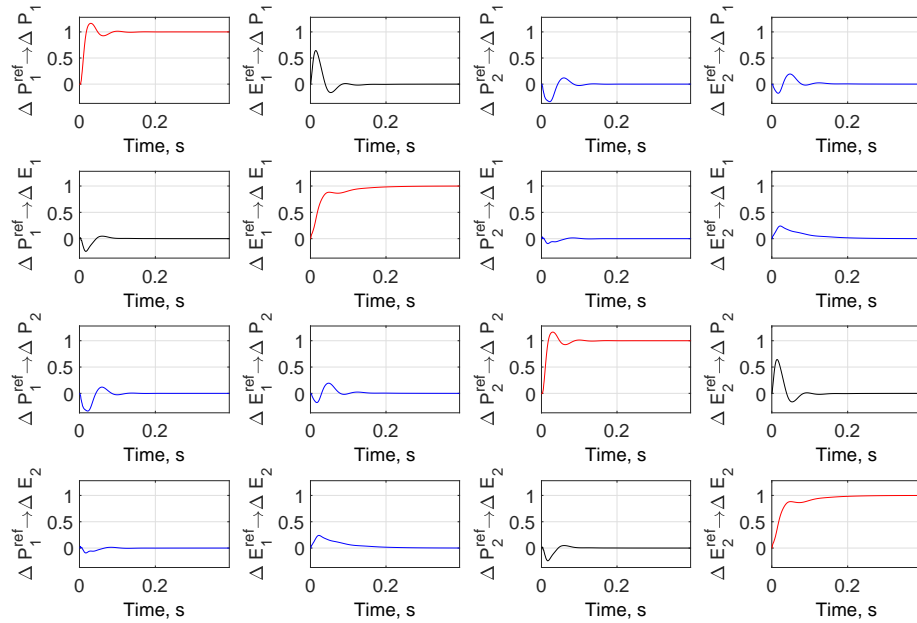 Δ P₁ʳᵉᶠ→Δ P₁
1
0.5
0
0 0.2
Time, s
Δ E₁ʳᵉᶠ→Δ P₁
1
0.5
0
0 0.2
Time, s
Δ P₂ʳᵉᶠ→Δ P₁
1
0.5
0
0 0.2
Time, s
Δ E₂ʳᵉᶠ→Δ P₁
1
0.5
0
0 0.2
Time, s
Δ P₁ʳᵉᶠ→Δ E₁
1
0.5
0
0 0.2
Time, s
Δ E₁ʳᵉᶠ→Δ E₁
1
0.5
0
0 0.2
Time, s
Δ P₂ʳᵉᶠ→Δ E₁
1
0.5
0
0 0.2
Time, s
Δ E₂ʳᵉᶠ→Δ E₁
1
0.5
0
0 0.2
Time, s
Δ P₁ʳᵉᶠ→Δ P₂
1
0.5
0
0 0.2
Time, s
Δ E₁ʳᵉᶠ→Δ P₂
1
0.5
0
0 0.2
Time, s
Δ P₂ʳᵉᶠ→Δ P₂
1
0.5
0
0 0.2
Time, s
Δ E₂ʳᵉᶠ→Δ P₂
1
0.5
0
0 0.2
Time, s
Δ P₁ʳᵉᶠ→Δ E₂
1
0.5
0
0 0.2
Time, s
Δ E₁ʳᵉᶠ→Δ E₂
1
0.5
0
0 0.2
Time, s
Δ P₂ʳᵉᶠ→Δ E₂
1
0.5
0
0 0.2
Time, s
Δ E₂ʳᵉᶠ→Δ E₂
1
0.5
0
0 0.2
Time, s